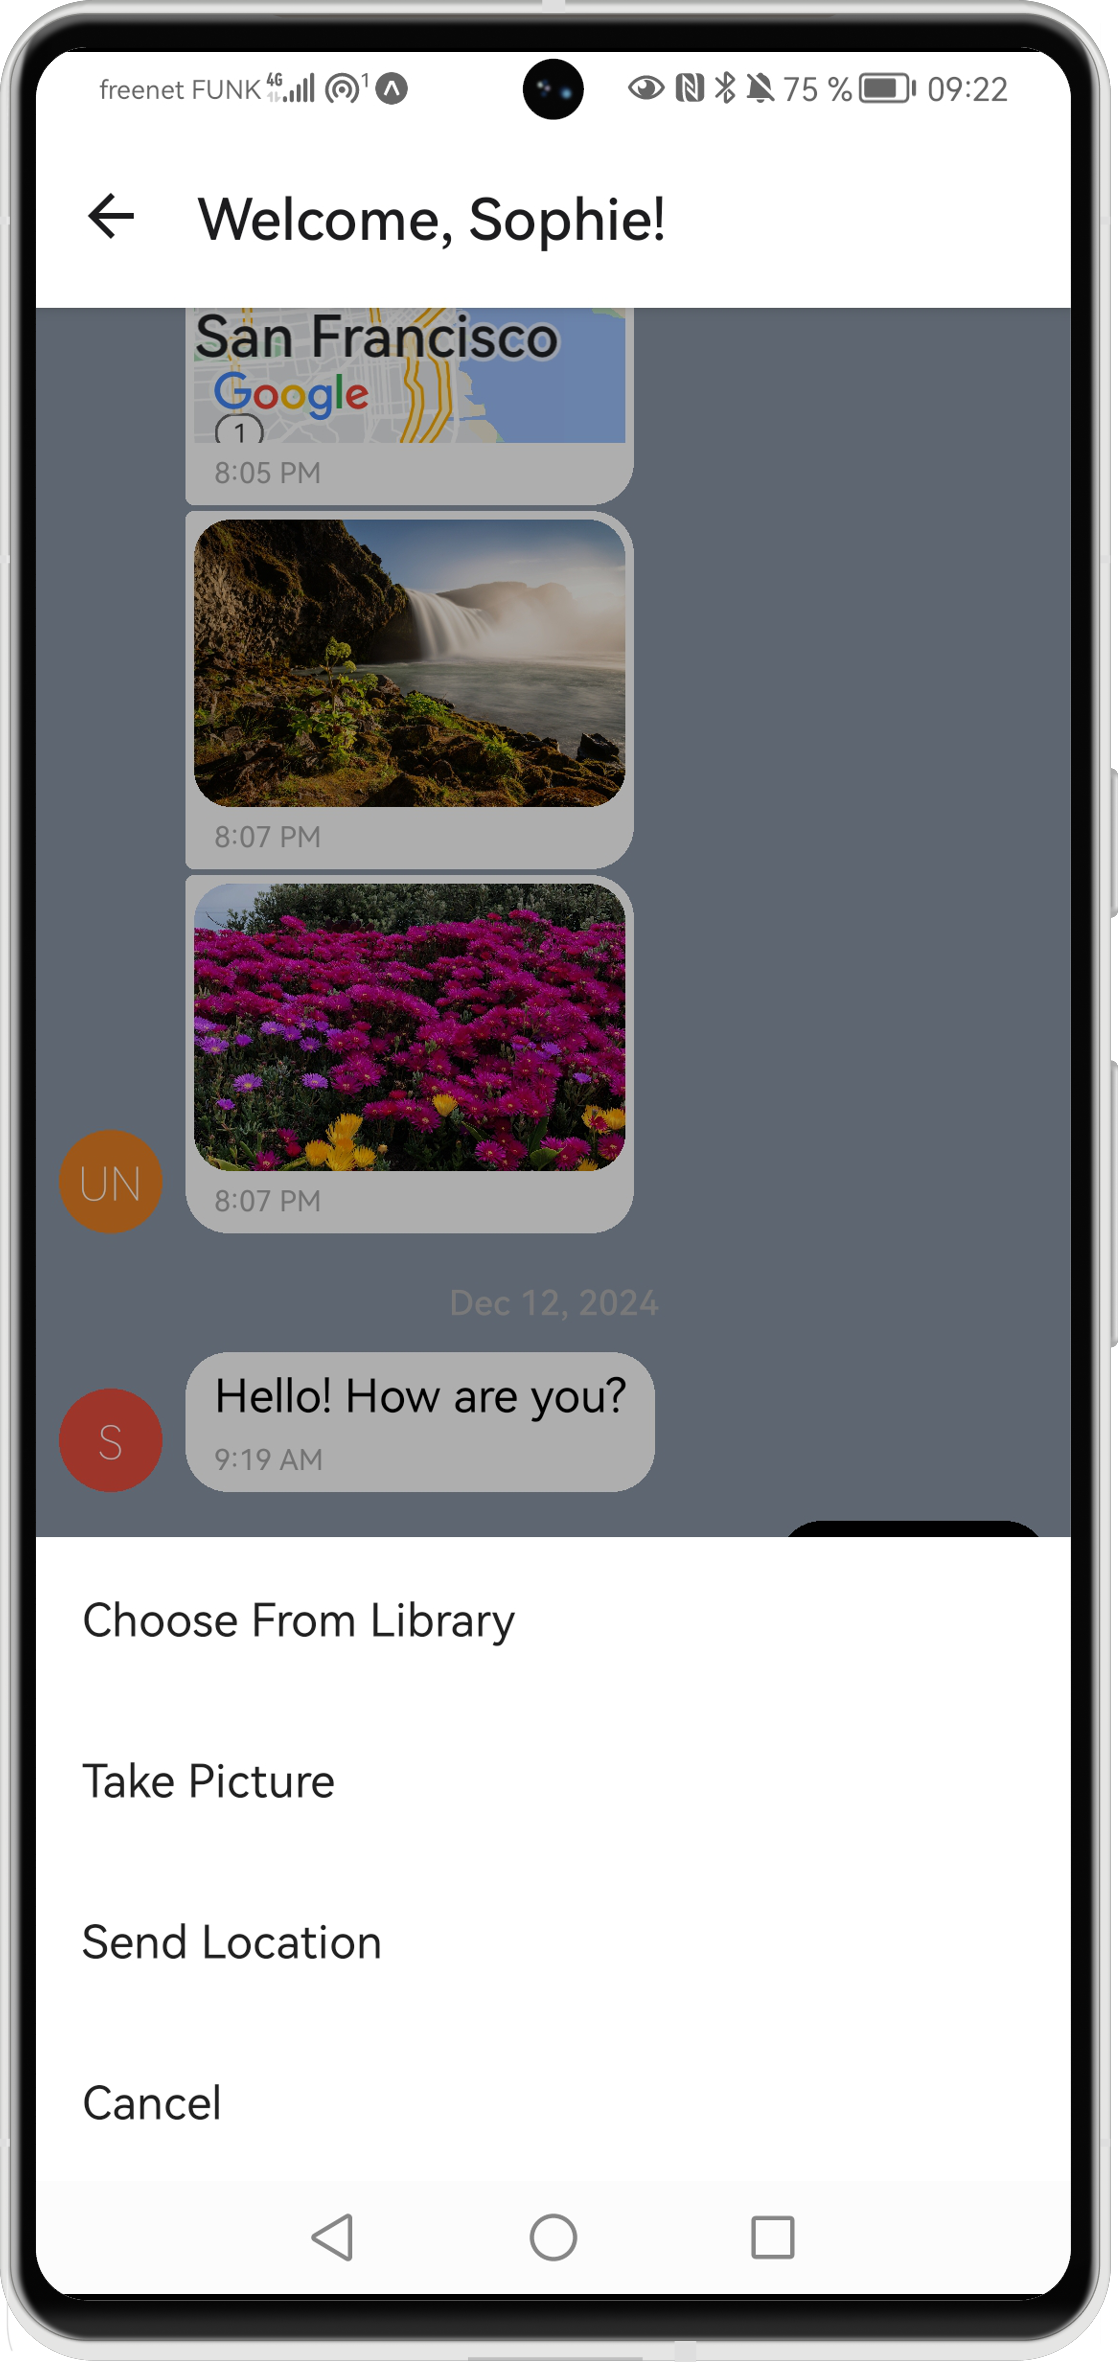 freenet FUNK 4G 1 75 % 09:22
Welcome, Sophie!
San Francisco
Google
1
8:05 PM
8:07 PM
UN
8:07 PM
Dec 12, 2024
Hello! How are you?
S
9:19 AM
Choose From Library
Take Picture
Send Location
Cancel